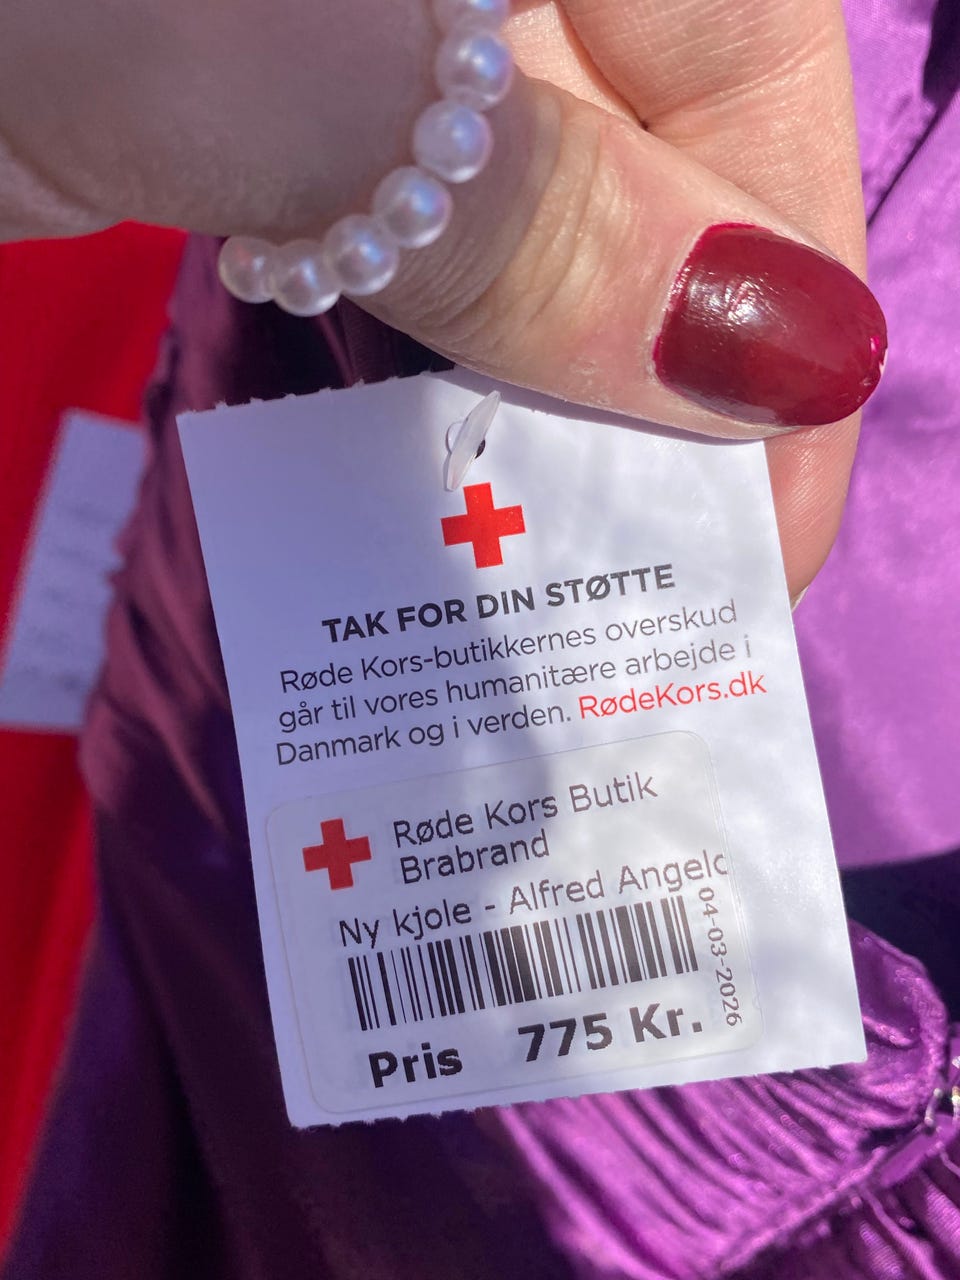 TAK FOR DIN STØTTE
Røde Kors-butikkernes overskud
går til vores humanitære arbejde i
Danmark og i verden. RødeKors.dk
Røde Kors Butik
Brabrand
Ny kjole - Alfred Angelo
04-03-2026
Pris 775 Kr.